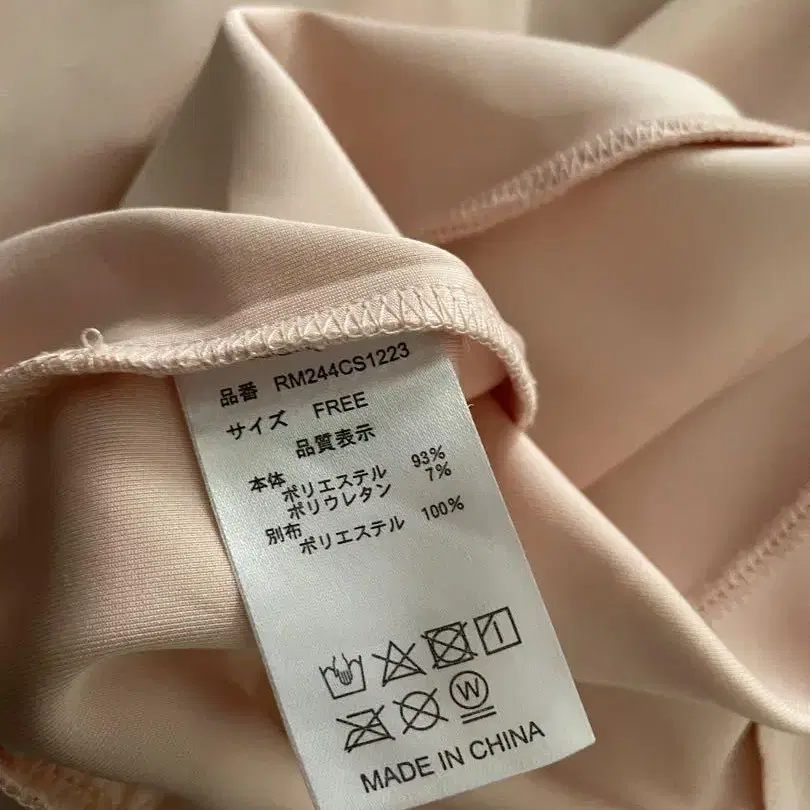 品番 RM244CS1223
サイズ FREE
品質表示
本体
ポリエステル 93%
ポリウレタン 7%
別布
ポリエステル 100%
W
MADE IN CHINA